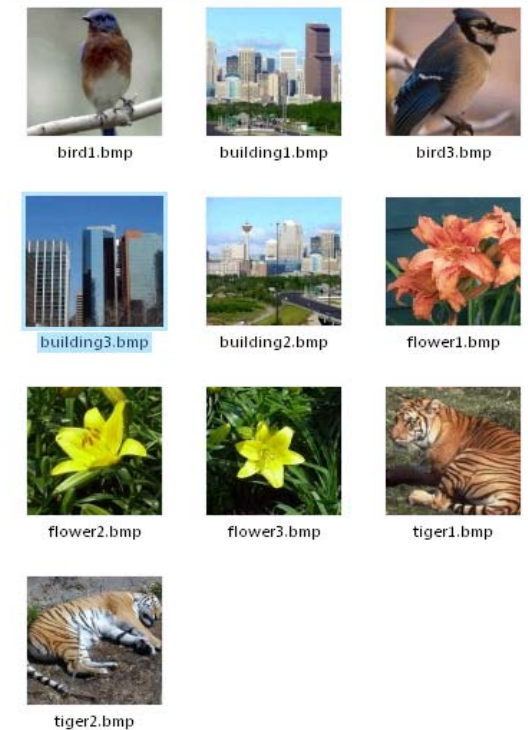 bird1.bmp
building1.bmp
bird3.bmp
building3.bmp
building2.bmp
flower1.bmp
flower2.bmp
flower3.bmp
tiger1.bmp
tiger2.bmp